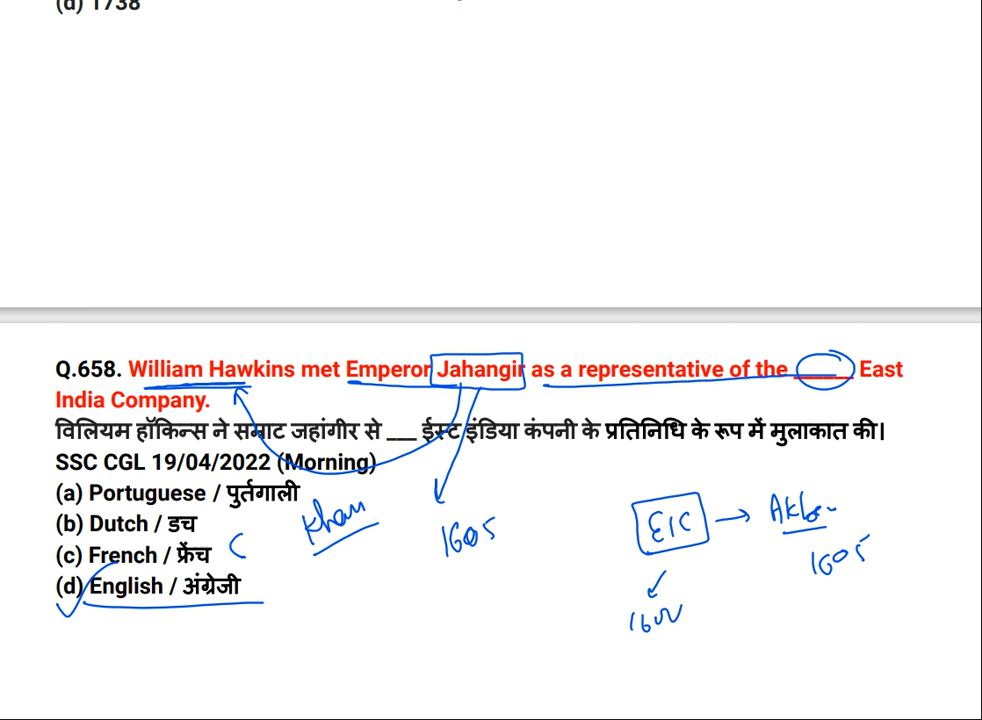 (d) 1738
Q.658. William Hawkins met Emperor Jahangir as a representative of the ______ East
India Company.
विलियम हॉकिन्स ने सम्राट जहांगीर से ___ ईस्ट इंडिया कंपनी के प्रतिनिधि के रूप में मुलाकात की।
SSC CGL 19/04/2022 (Morning)
(a) Portuguese / पुर्तगाली
(b) Dutch / डच
(c) French / फ्रेंच
(d) English / अंग्रेजी
Khan
1605
EIC → Akbar
1605
1600